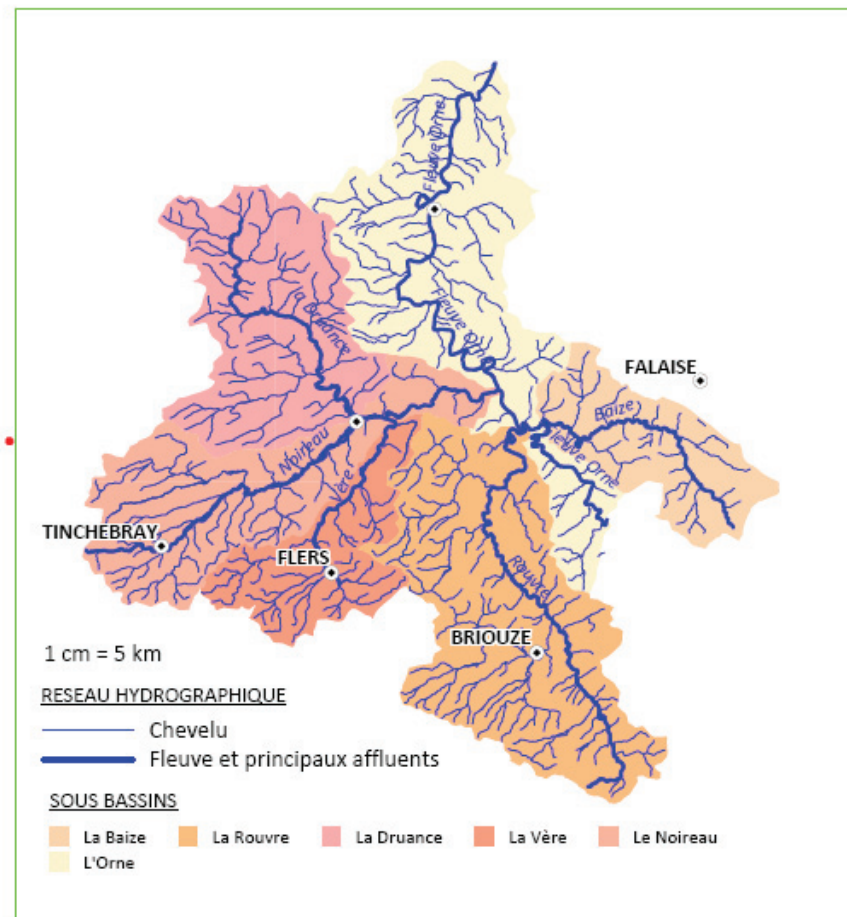 Fleuve Orne
la Druance
Fleuve Orne
FALAISE
Baize
Noireau
Fleuve Orne
Vère
TINCHEBRAY
FLERS
Rouvre
BRIOUZE
1 cm = 5 km
RESEAU HYDROGRAPHIQUE
Chevelu
Fleuve et principaux affluents
SOUS BASSINS
La Baize La Rouvre La Druance La Vère Le Noireau
L'Orne